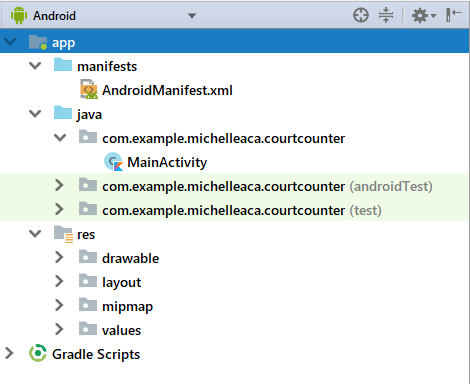 Android
app
manifests
AndroidManifest.xml
java
com.example.michelleaca.courtcounter
MainActivity
com.example.michelleaca.courtcounter (androidTest)
com.example.michelleaca.courtcounter (test)
res
drawable
layout
mipmap
values
Gradle Scripts